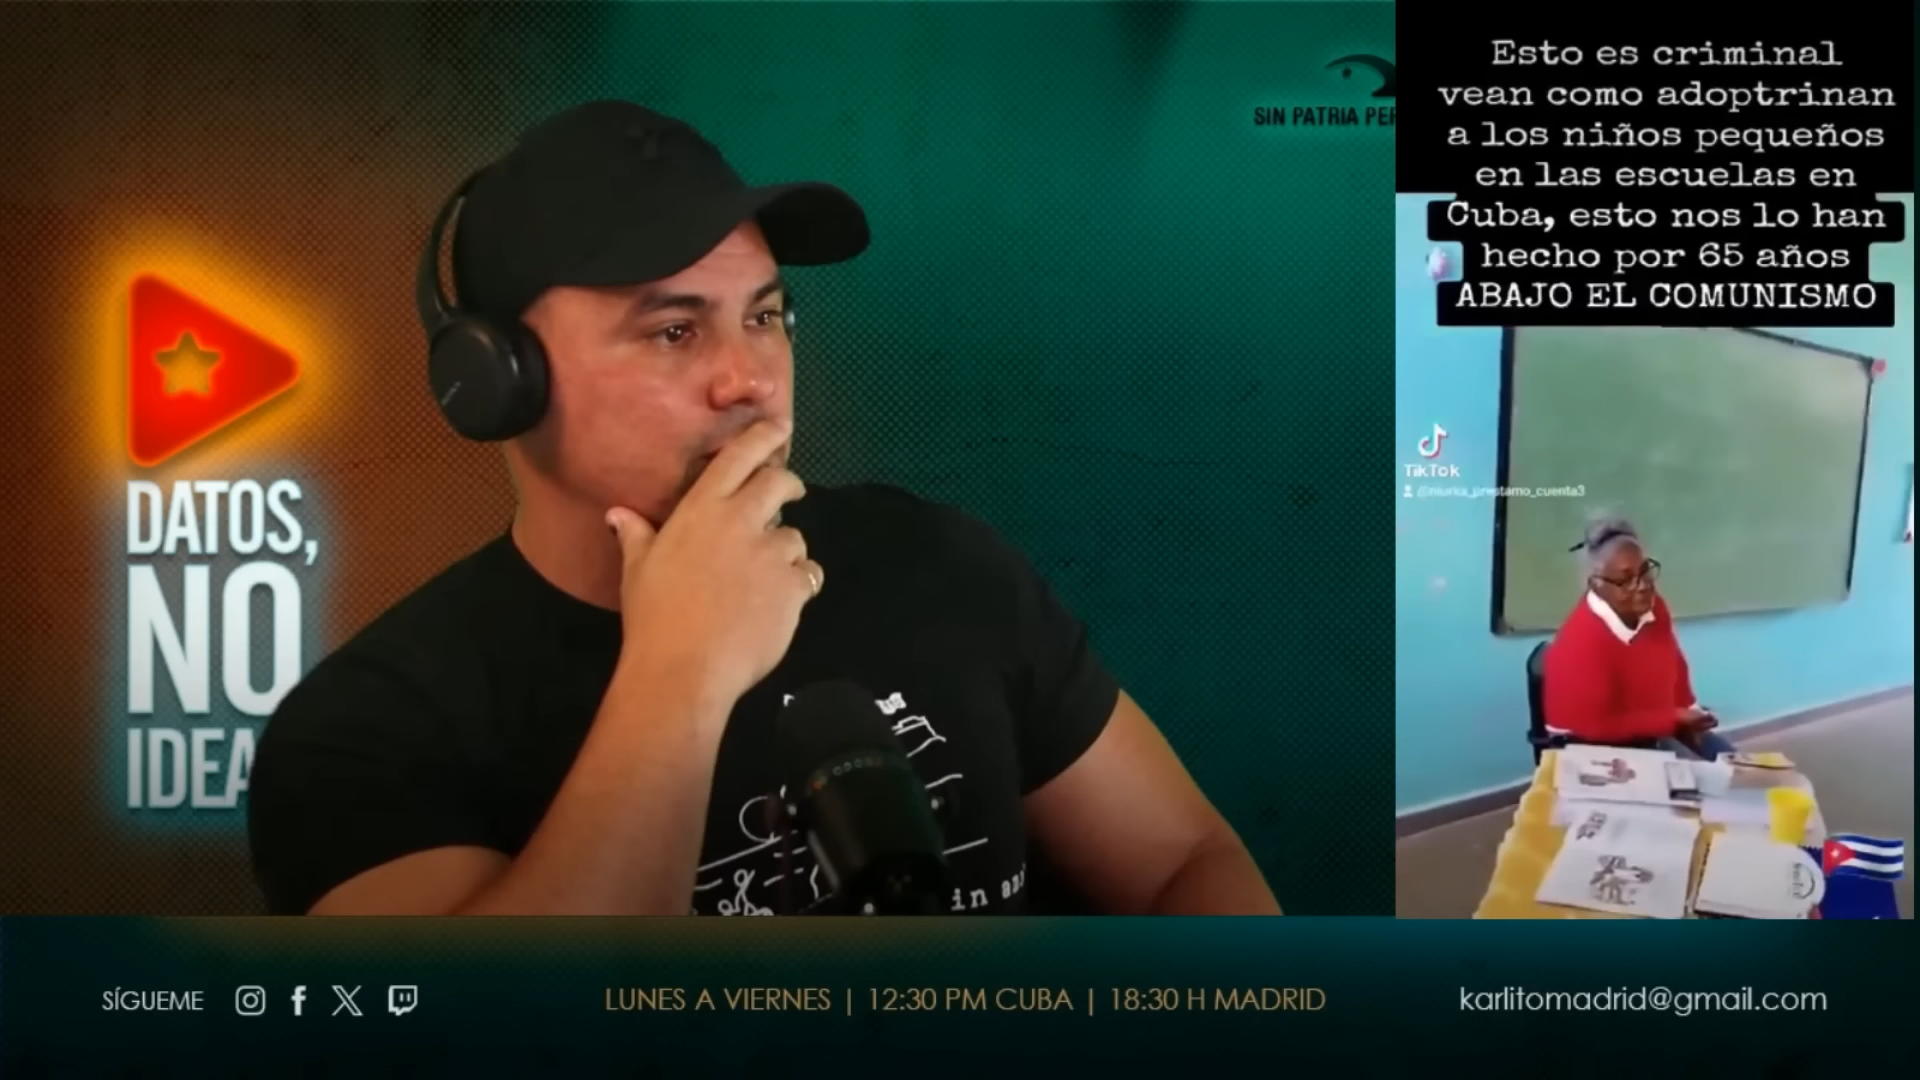 SIN PATRIA PER
Esto es criminal
vean como adoptrinan
a los niños pequeños
en las escuelas en
Cuba, esto nos lo han
hecho por 65 años
ABAJO EL COMUNISMO
TikTok
@niurka_prestamo_cuenta3
DATOS,
NO
IDEA
in
SÍGUEME
LUNES A VIERNES | 12:30 PM CUBA | 18:30 H MADRID
karlitomadrid@gmail.com